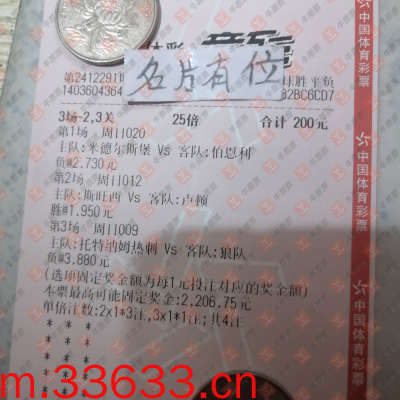 体彩
名片有位
第2412291
球胜平负
1403604364
82BC6CD7
3场-2,3关 25倍 合计 200元
第1场 周日020
主队:米德尔斯堡 Vs 客队:伯恩利
负#2.730元
第2场 周日012
主队:斯旺西 Vs 客队:卢顿
胜#1.950元
第3场 周日009
主队:托特纳姆热刺 Vs 客队:狼队
负#3.880元
(选项固定奖金额为每1元投注对应的奖金额)
本票最高可能固定奖金:2,206.75元
单倍注数:2x1*3注,3x1*1注;共4注
* * *
* * *
* * *
中国体育彩票
中国体育彩票
中国体育彩票
m.33633.cn